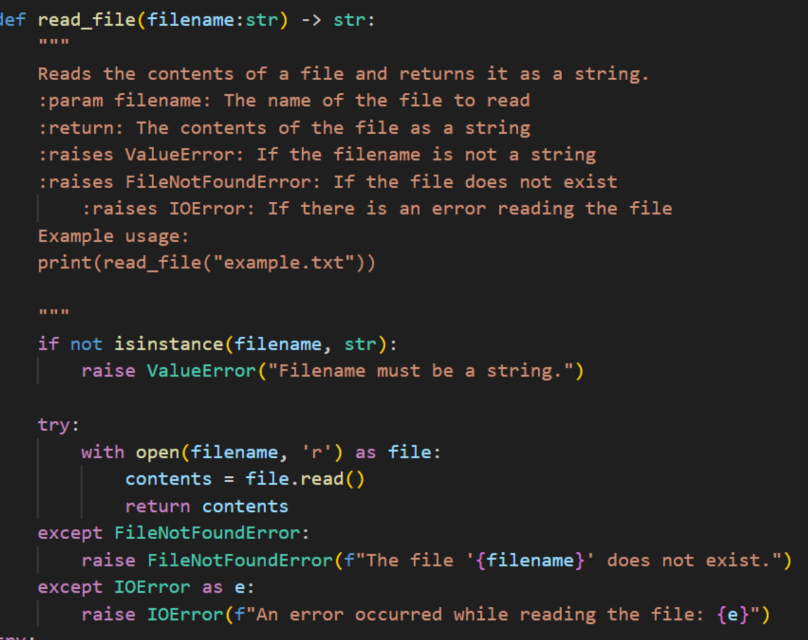 def read_file(filename:str) -> str:
    """
    Reads the contents of a file and returns it as a string.
    :param filename: The name of the file to read
    :return: The contents of the file as a string
    :raises ValueError: If the filename is not a string
    :raises FileNotFoundError: If the file does not exist
        :raises IOError: If there is an error reading the file
    Example usage:
    print(read_file("example.txt"))

    """
    if not isinstance(filename, str):
        raise ValueError("Filename must be a string.")

    try:
        with open(filename, 'r') as file:
            contents = file.read()
            return contents
    except FileNotFoundError:
        raise FileNotFoundError(f"The file '{filename}' does not exist.")
    except IOError as e:
        raise IOError(f"An error occurred while reading the file: {e}")